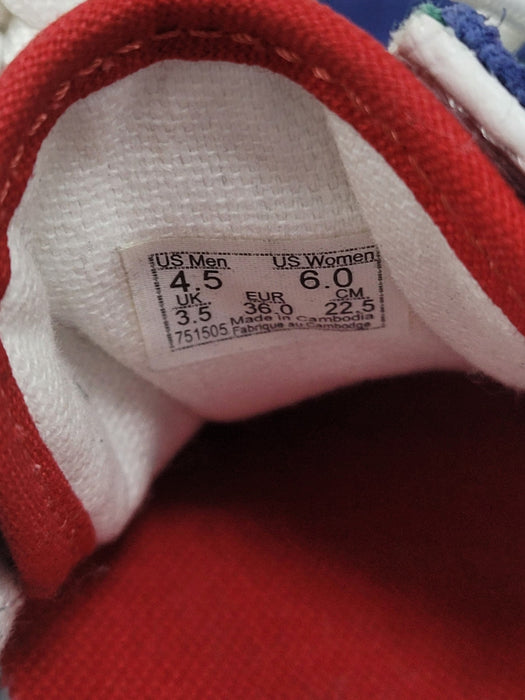 US Men US Women
4.5 6.0
UK EUR CM
3.5 36.0 22.5
Made in Cambodia
751505 Fabrique au Cambodge